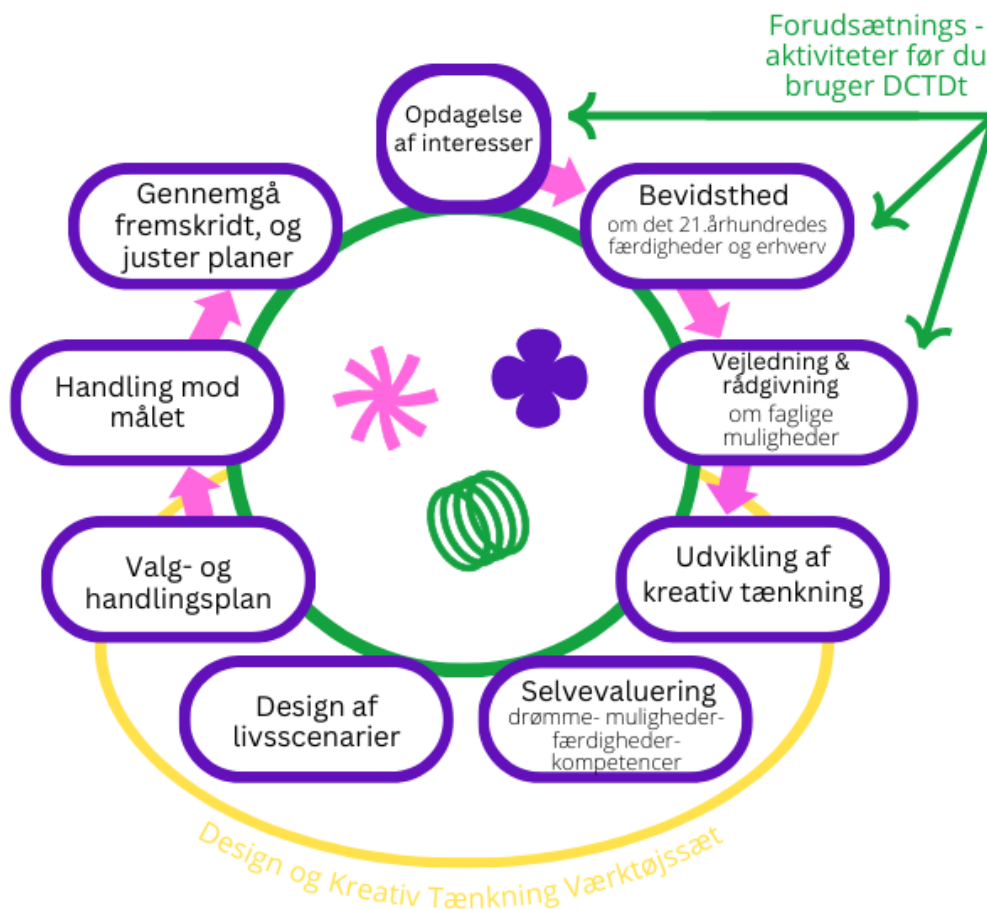 Forudsætnings -
aktiviteter før du
bruger DCTDt
Opdagelse
af interesser
Bevidsthed
om det 21.århundredes
færdigheder og erhverv
Vejledning &
rådgivning
om faglige
muligheder
Udvikling af
kreativ tænkning
Selvevaluering
drømme- muligheder-
færdigheder-
kompetencer
Design af
livsscenarier
Valg- og
handlingsplan
Handling mod
målet
Gennemgå
fremskridt, og
juster planer
Design og Kreativ Tænkning Værktøjssæt